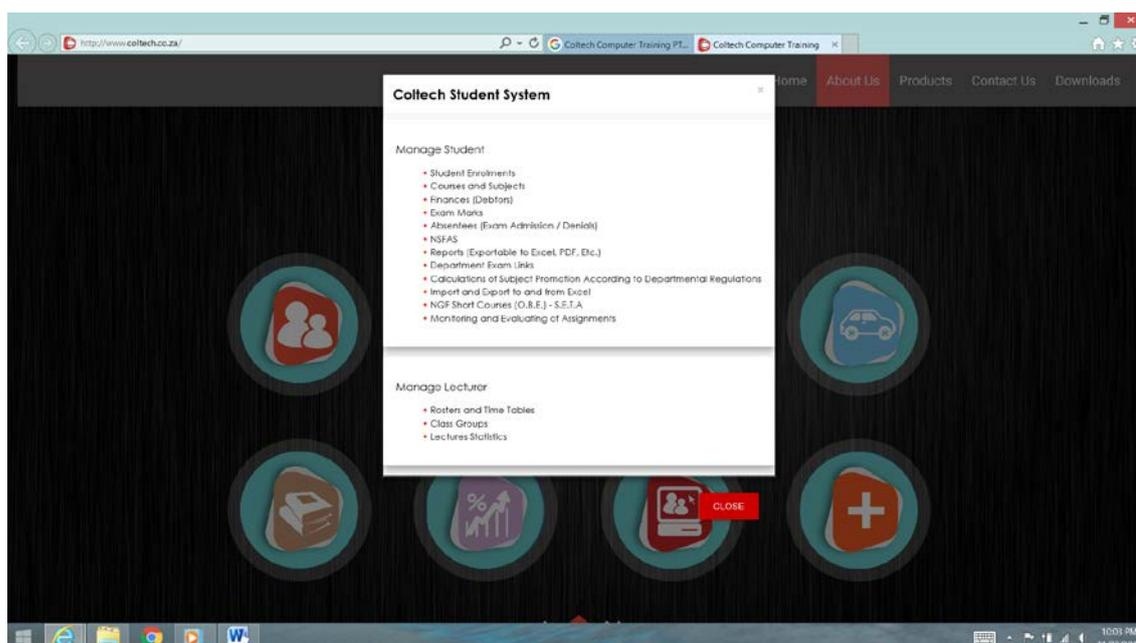 http://www.coltech.co.za/
Coltech Computer Training PT...
Coltech Computer Training
Home About Us Products Contact Us Downloads
Coltech Student System
Manage Student
• Student Enrolments
• Courses and Subjects
• Finances (Debtors)
• Exam Marks
• Absentees (Exam Admission / Denials)
• NSFAS
• Reports (Exportable to Excel, PDF, Etc.)
• Department Exam Links
• Calculations of Subject Promotion According to Departmental Regulations
• Import and Export to and from Excel
• NGF Short Courses (O.B.E.) - S.E.T.A
• Monitoring and Evaluating of Assignments
Manage Lecturer
• Rosters and Time Tables
• Class Groups
• Lectures Statistics
CLOSE
10:03 PM